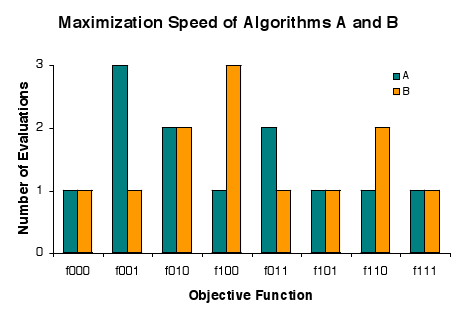 Maximization Speed of Algorithms A and B
Number of Evaluations
3
2
1
0
A
B
f000 f001 f010 f100 f011 f101 f110 f111
Objective Function